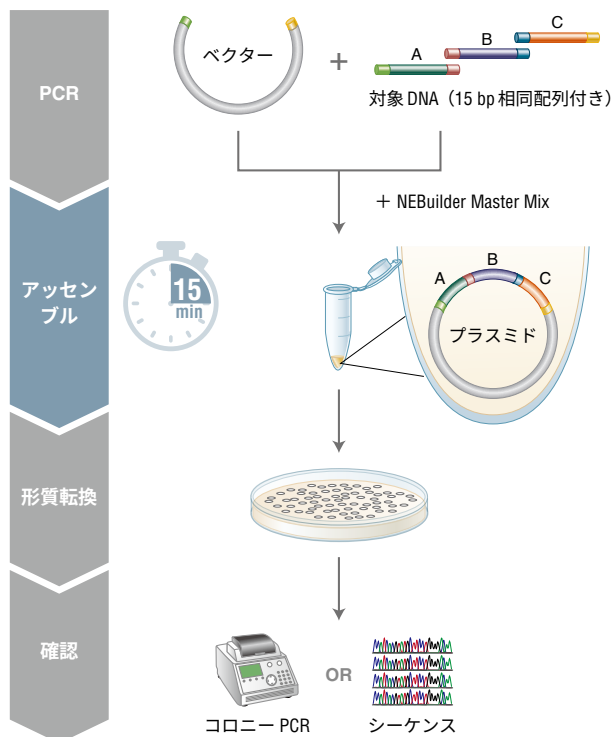 PCR
ベクター
+
A
B
C
対象 DNA（15 bp 相同配列付き）
+ NEBuilder Master Mix
アッセン
ブル
15
min
A
B
C
プラスミド
形質転換
確認
OR
コロニー PCR
シーケンス